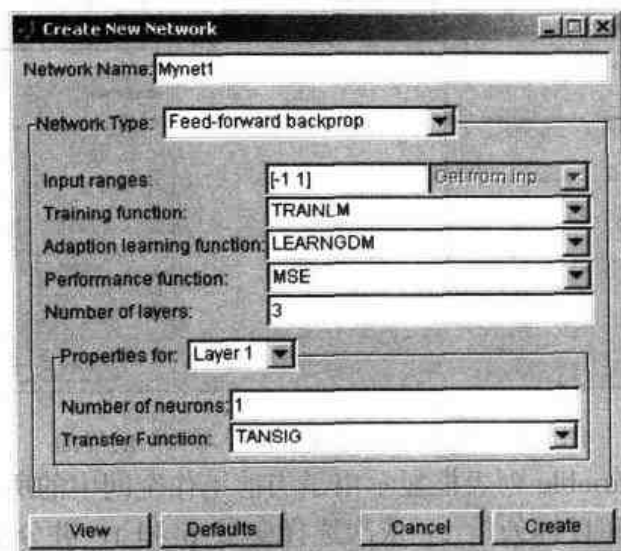 Create New Network
Network Name: Mynet1
Network Type: Feed-forward backprop
Input ranges: [-1 1] Get from inp...
Training function: TRAINLM
Adaption learning function: LEARNGDM
Performance function: MSE
Number of layers: 3
Properties for: Layer 1
Number of neurons: 1
Transfer Function: TANSIG
View Defaults Cancel Create